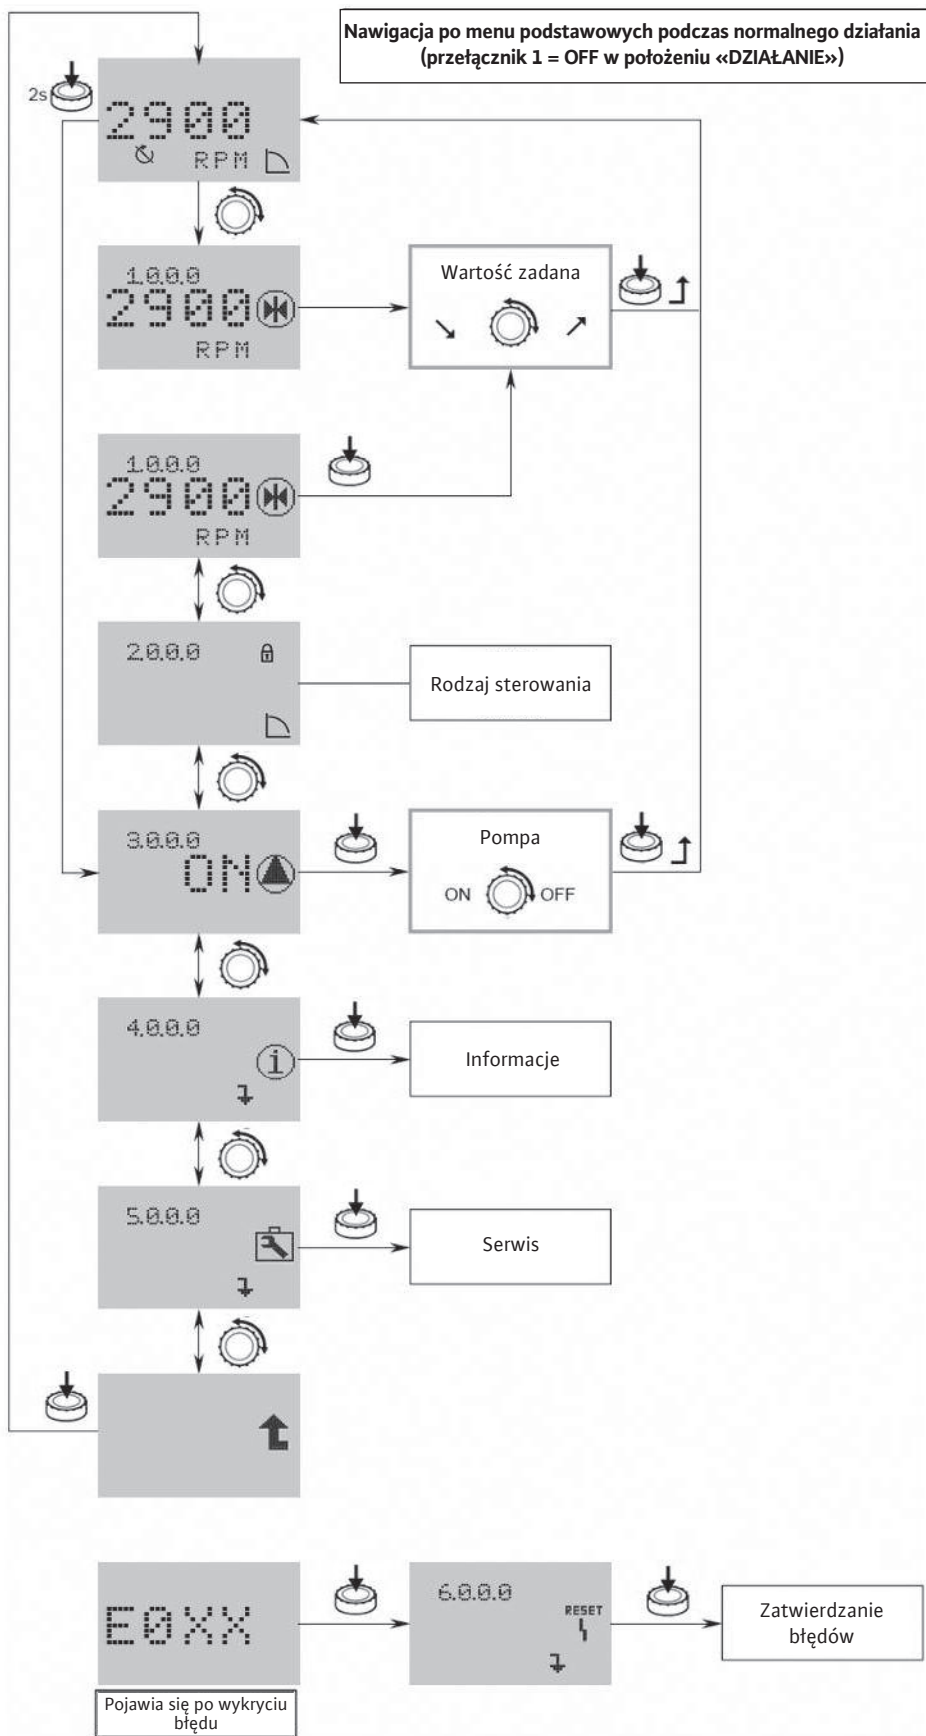 Nawigacja po menu podstawowych podczas normalnego działania
(przełącznik 1 = OFF w położeniu «DZIAŁANIE»)
2s
2900
RPM
1.0.0.0
2900
RPM
Wartość zadana
1.0.0.0
2900
RPM
2.0.0.0
Rodzaj sterowania
3.0.0.0
ON
Pompa
ON
OFF
4.0.0.0
i
Informacje
5.0.0.0
Serwis
E0XX
6.0.0.0
RESET
Zatwierdzanie
błędów
Pojawia się po wykryciu
błędu